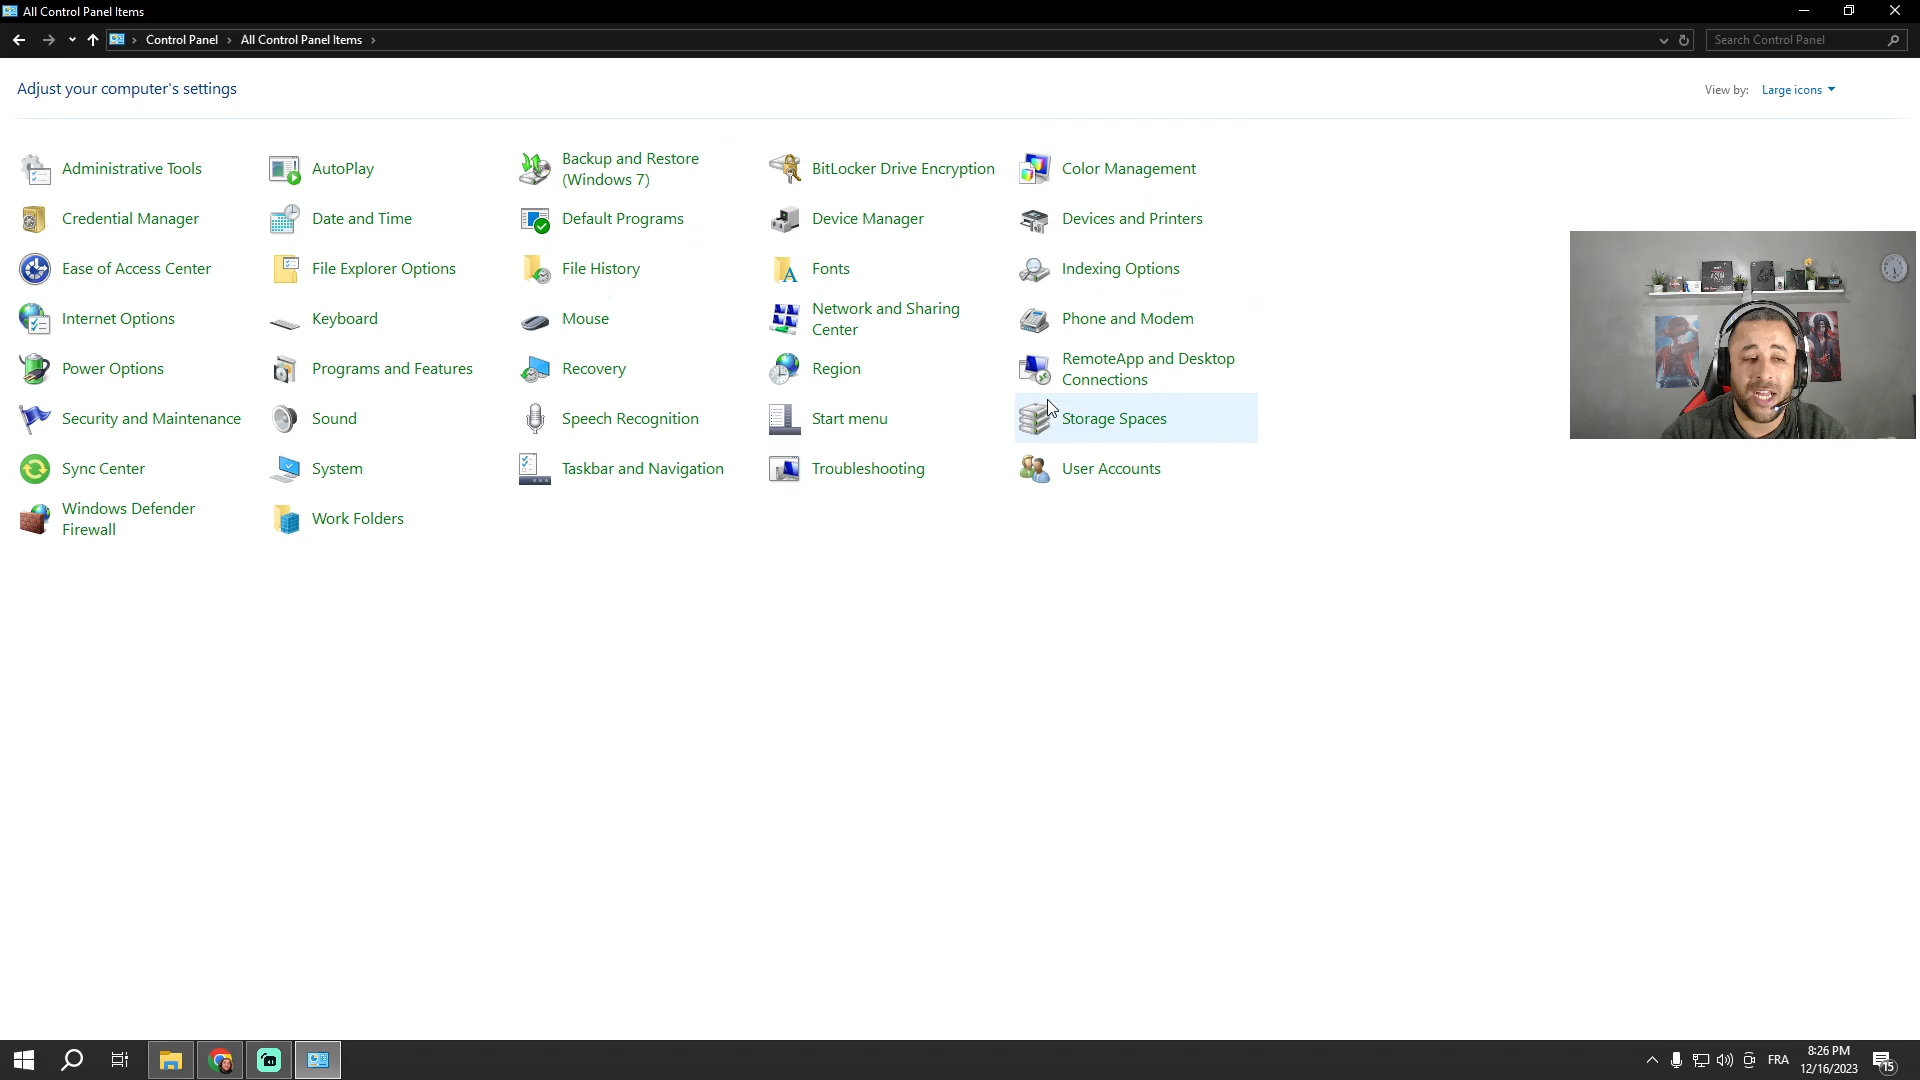 All Control Panel Items
Control Panel > All Control Panel Items >
Search Control Panel
Adjust your computer's settings
View by: Large icons
Administrative Tools
AutoPlay
Backup and Restore
(Windows 7)
BitLocker Drive Encryption
Color Management
Credential Manager
Date and Time
Default Programs
Device Manager
Devices and Printers
Ease of Access Center
File Explorer Options
File History
Fonts
Indexing Options
Internet Options
Keyboard
Mouse
Network and Sharing
Center
Phone and Modem
Power Options
Programs and Features
Recovery
Region
RemoteApp and Desktop
Connections
Security and Maintenance
Sound
Speech Recognition
Start menu
Storage Spaces
Sync Center
System
Taskbar and Navigation
Troubleshooting
User Accounts
Windows Defender
Firewall
Work Folders
FRA
8:26 PM
12/16/2023
15